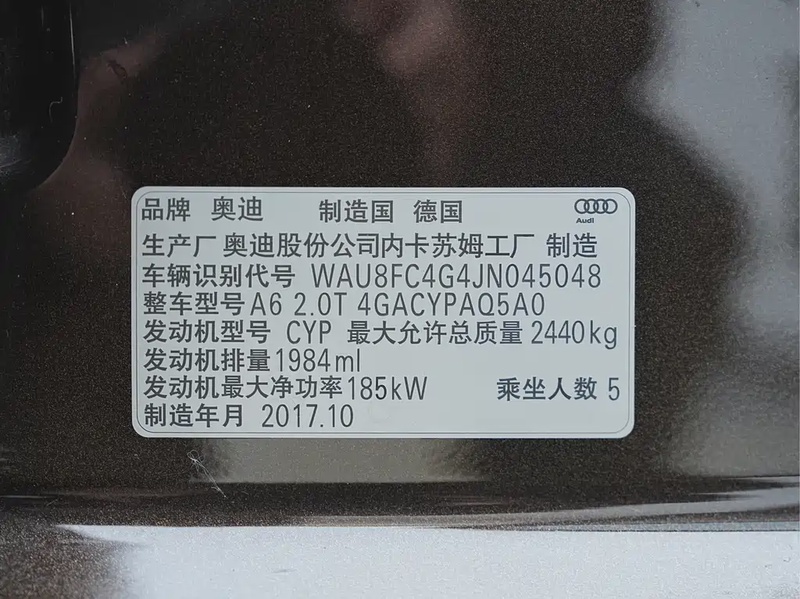 品牌 奥迪 制造国 德国
Audi
生产厂 奥迪股份公司内卡苏姆工厂 制造
车辆识别代号 WAU8FC4G4JN045048
整车型号 A6 2.0T 4GACYPAQ5A0
发动机型号 CYP 最大允许总质量 2440kg
发动机排量 1984ml
发动机最大净功率 185kW 乘坐人数 5
制造年月 2017.10